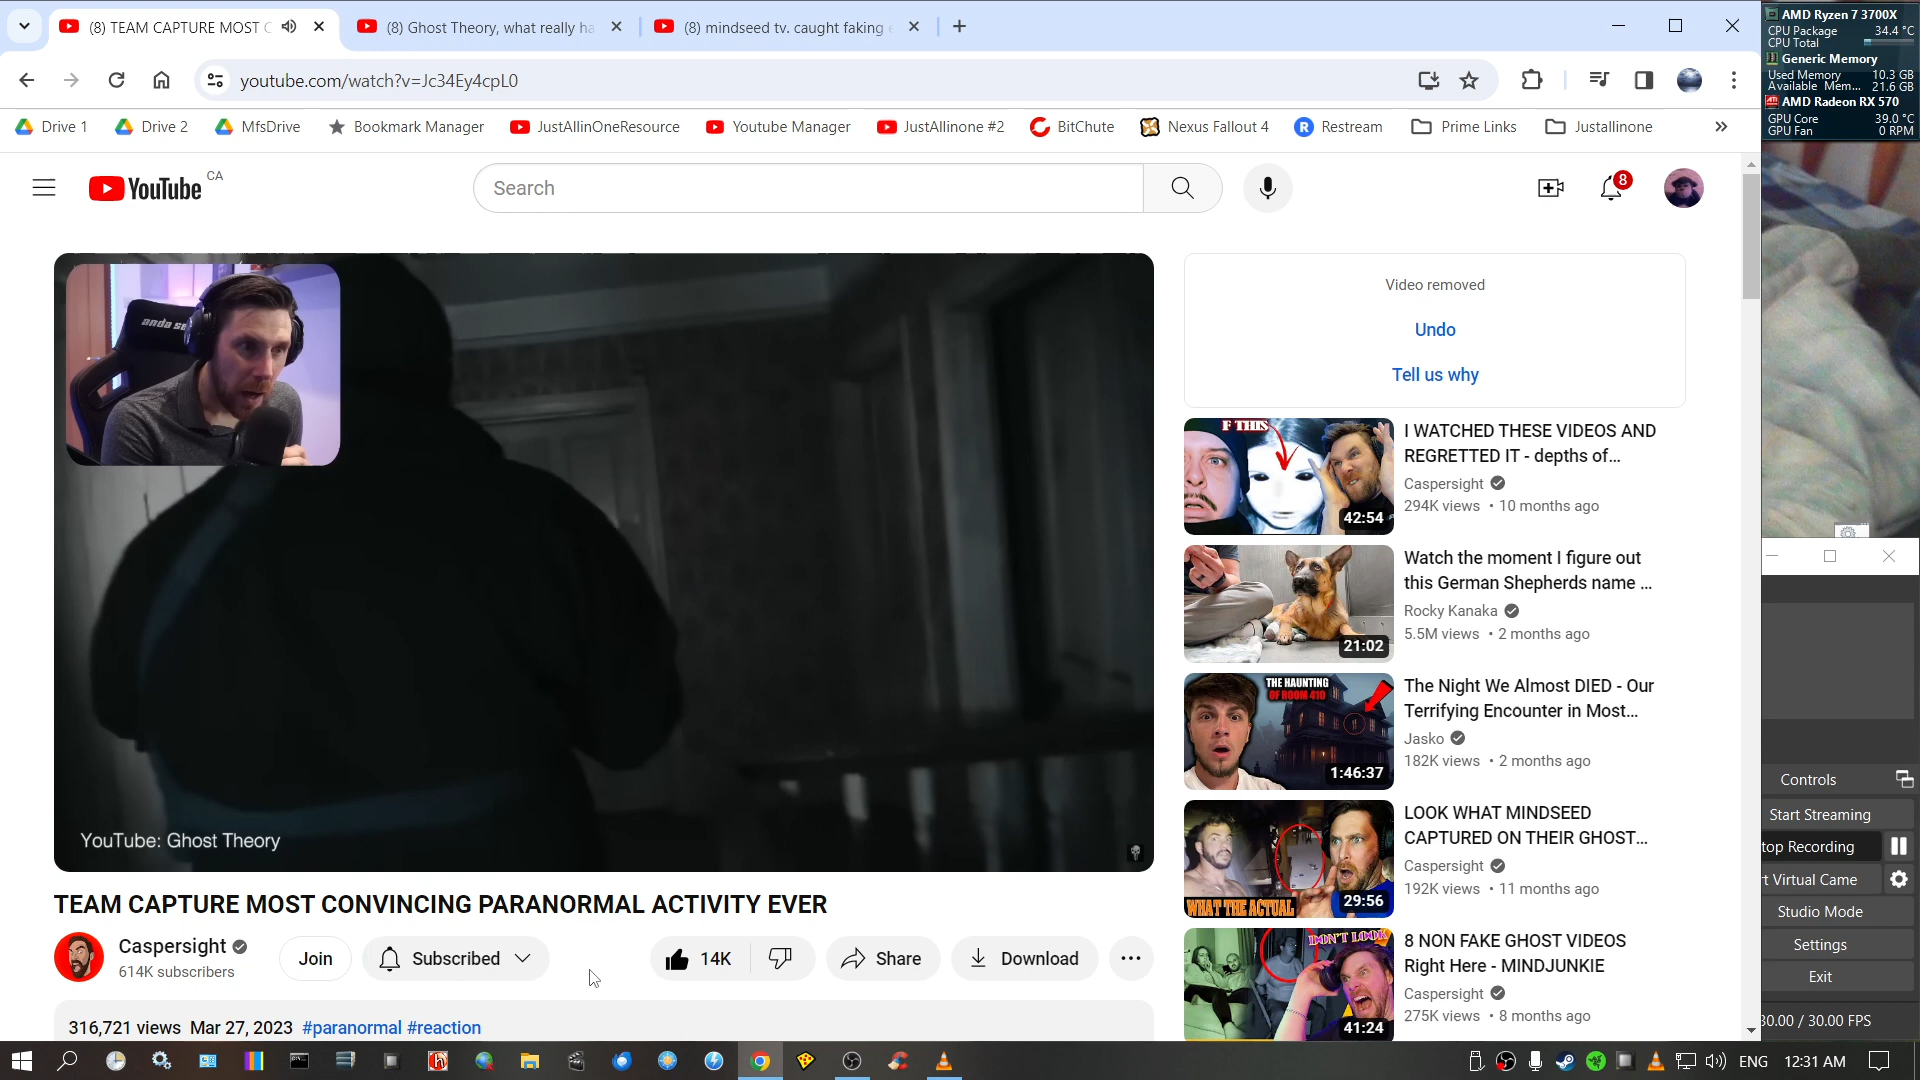 (8) TEAM CAPTURE MOST C
(8) Ghost Theory, what really ha
(8) mindseed tv. caught faking e
youtube.com/watch?v=Jc34Ey4cpL0
Drive 1
Drive 2
MfsDrive
Bookmark Manager
JustAllinOneResource
Youtube Manager
JustAllinone #2
BitChute
Nexus Fallout 4
Restream
Prime Links
Justallinone
AMD Ryzen 7 3700X
CPU Package 34.4 °C
CPU Total
Generic Memory
Used Memory 10.3 GB
Available Mem... 21.6 GB
AMD Radeon RX 570
GPU Core 39.0 °C
GPU Fan 0 RPM
YouTube CA
Search
8
anda se
YouTube: Ghost Theory
TEAM CAPTURE MOST CONVINCING PARANORMAL ACTIVITY EVER
Caspersight
614K subscribers
Join
Subscribed
14K
Share
Download
316,721 views Mar 27, 2023 #paranormal #reaction
Video removed
Undo
Tell us why
F THIS
42:54
I WATCHED THESE VIDEOS AND
REGRETTED IT - depths of...
Caspersight
294K views • 10 months ago
21:02
Watch the moment I figure out
this German Shepherds name ...
Rocky Kanaka
5.5M views • 2 months ago
THE HAUNTING
OF ROOM 410
1:46:37
The Night We Almost DIED - Our
Terrifying Encounter in Most...
Jasko
182K views • 2 months ago
WHAT THE ACTUAL
29:56
LOOK WHAT MINDSEED
CAPTURED ON THEIR GHOST...
Caspersight
192K views • 11 months ago
DON'T LOOK
41:24
8 NON FAKE GHOST VIDEOS
Right Here - MINDJUNKIE
Caspersight
275K views • 8 months ago
Controls
Start Streaming
top Recording
t Virtual Came
Studio Mode
Settings
Exit
30.00 / 30.00 FPS
ENG
12:31 AM